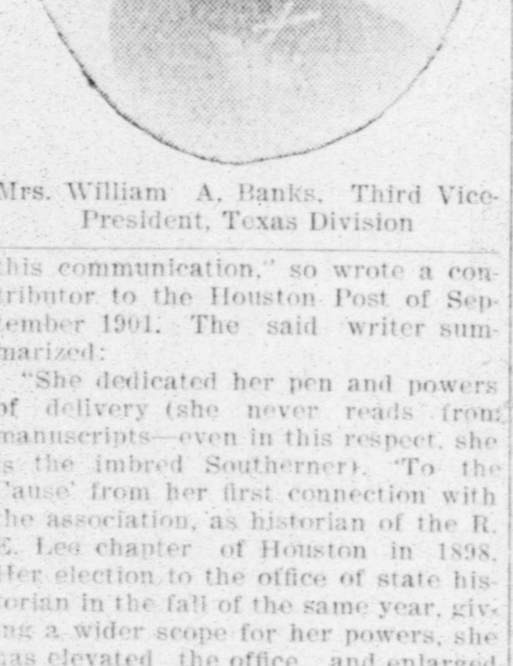 Mrs. William A. Banks, Third Vice-
President, Texas Division
this communication," so wrote a con-
tributor to the Houston Post of Sep-
tember 1901. The said writer sum-
marized:
"She dedicated her pen and powers
of delivery (she never reads from
manuscripts—even in this respect, she
is the imbred Southerner). 'To the
Cause' from her first connection with
the association, as historian of the R.
E. Lee chapter of Houston in 1898.
Her election to the office of state his-
torian in the fall of the same year, giv-
ing a wider scope for her powers, she
has elevated the office and enlarged